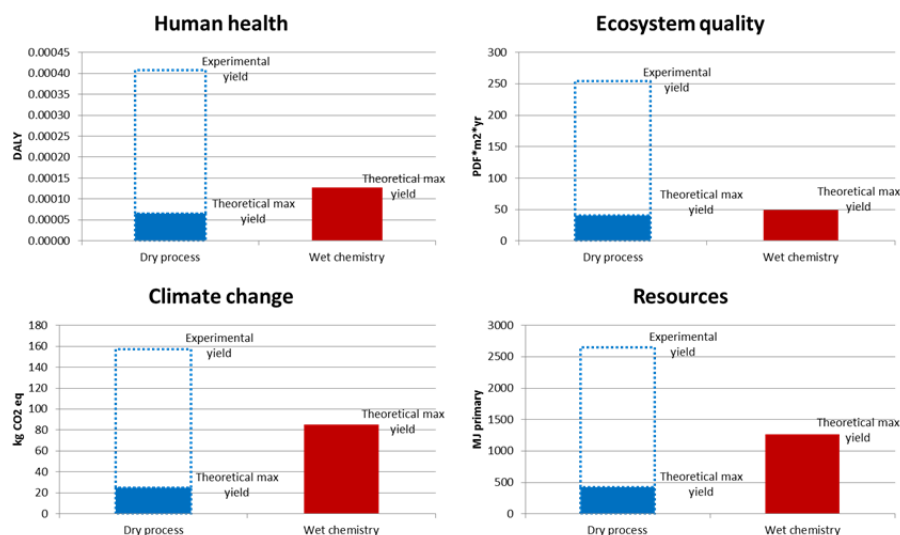 Human health
0.00045
0.00040
0.00035
0.00030
0.00025
0.00020
0.00015
0.00010
0.00005
0.00000
DALY
Experimental
yield
Theoretical max
yield
Theoretical max
yield
Dry process
Wet chemistry
Ecosystem quality
300
250
200
150
100
50
0
PDF*m2*yr
Experimental
yield
Theoretical max
yield
Theoretical max
yield
Dry process
Wet chemistry
Climate change
180
160
140
120
100
80
60
40
20
0
kg CO2 eq
Experimental
yield
Theoretical max
yield
Theoretical max
yield
Dry process
Wet chemistry
Resources
3000
2500
2000
1500
1000
500
0
MJ primary
Experimental
yield
Theoretical max
yield
Theoretical max
yield
Dry process
Wet chemistry